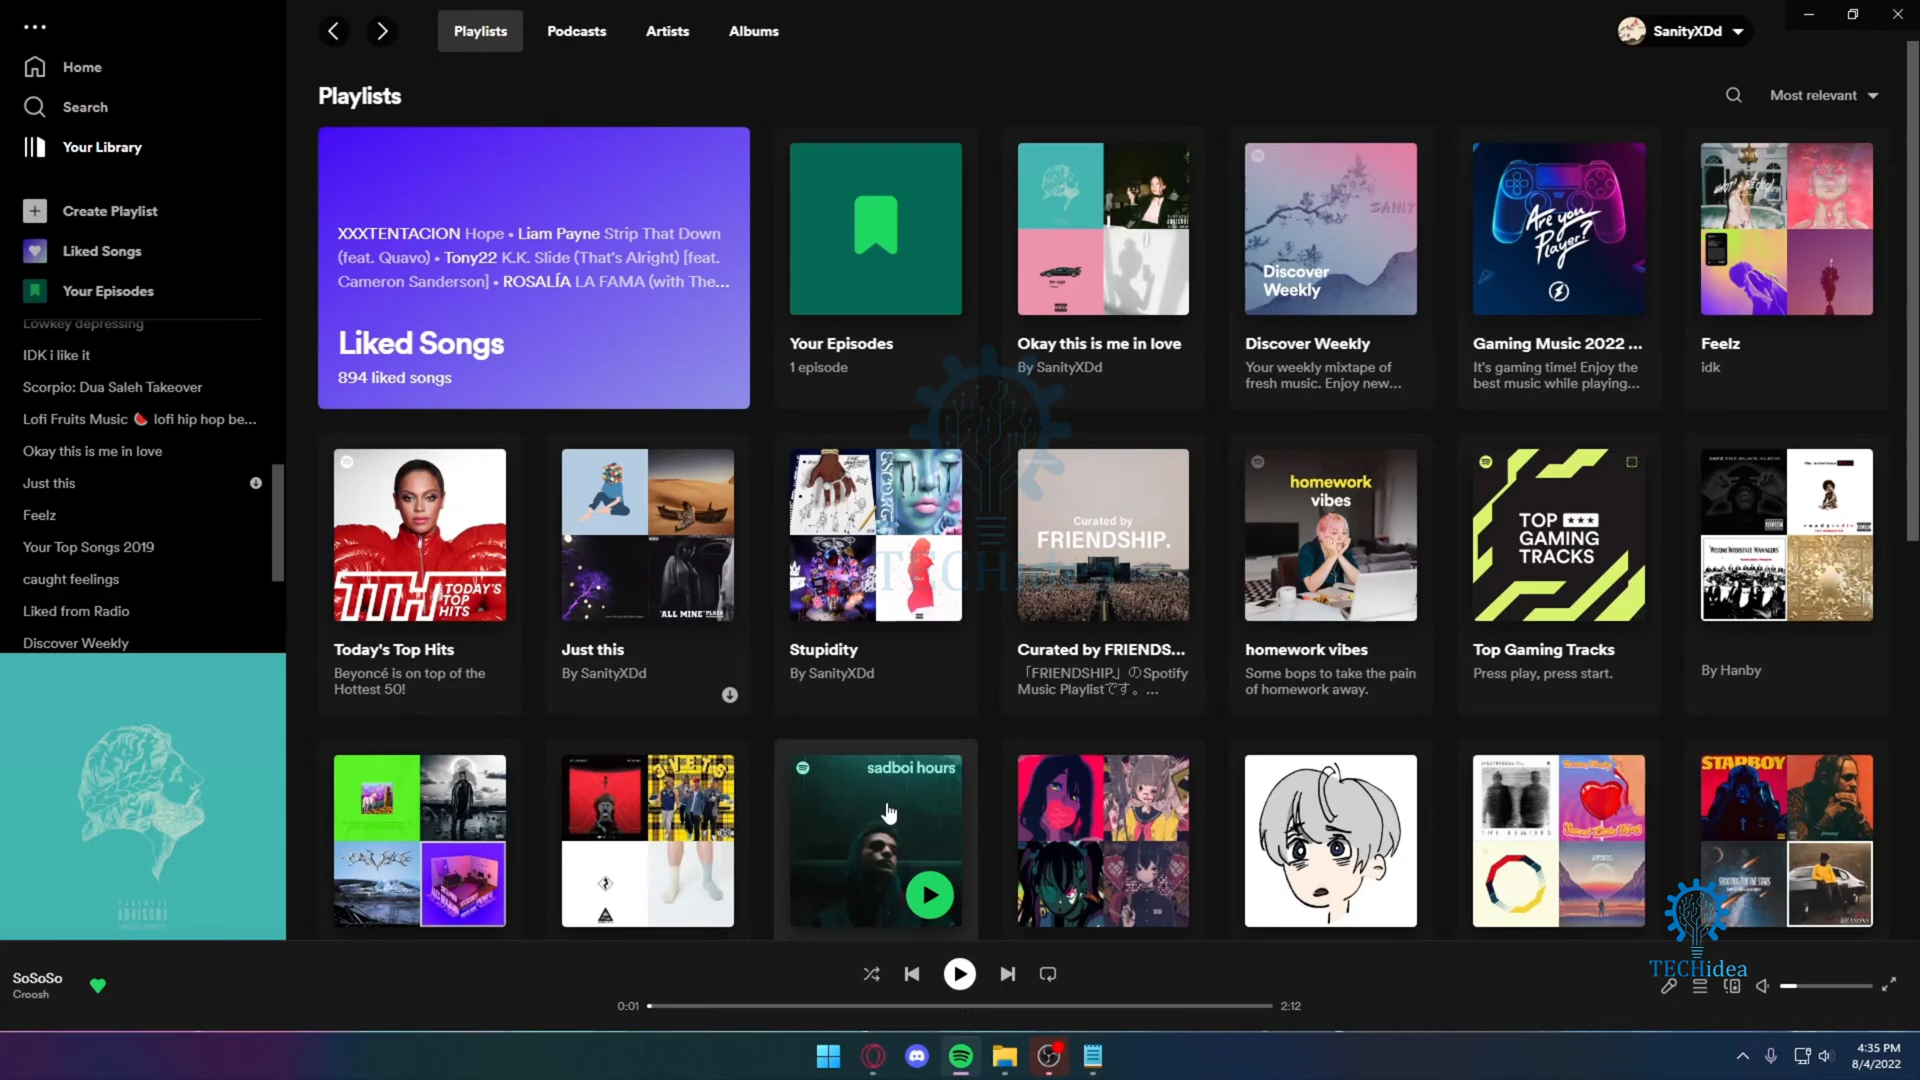 Playlists
Podcasts
Artists
Albums
SanityXDd
Home
Search
Your Library
Create Playlist
Liked Songs
Your Episodes
Lowkey depressing
IDK i like it
Scorpio: Dua Saleh Takeover
Lofi Fruits Music 🍉 lofi hip hop be...
Okay this is me in love
Just this
Feelz
Your Top Songs 2019
caught feelings
Liked from Radio
Discover Weekly
PARENTAL
ADVISORY
Playlists
Most relevant
XXXTENTACION Hope • Liam Payne Strip That Down
(feat. Quavo) • Tony22 K.K. Slide (That's Alright) [feat.
Cameron Sanderson] • ROSALÍA LA FAMA (with The...
Liked Songs
894 liked songs
Your Episodes
1 episode
Okay this is me in love
By SanityXDd
Discover
Weekly
Discover Weekly
Your weekly mixtape of
fresh music. Enjoy new...
Are you
Player?
Gaming Music 2022 ...
It's gaming time! Enjoy the
best music while playing...
Feelz
idk
TTH TODAY'S
TOP
HITS
Today's Top Hits
Beyoncé is on top of the
Hottest 50!
"ALL MINE" PLAZA
Just this
By SanityXDd
Stupidity
By SanityXDd
Curated by
FRIENDSHIP.
Curated by FRIENDS...
「FRIENDSHIP.」のSpotify
Music Playlistです。...
homework
vibes
homework vibes
Some bops to take the pain
of homework away.
TOP
GAMING
TRACKS
Top Gaming Tracks
Press play, press start.
By Hanby
TECHidea
sadboi hours
THE REMIXES
STARBOY
REASONS
TECHidea
SoSoSo
Croosh
0:01
2:12
4:35 PM
8/4/2022